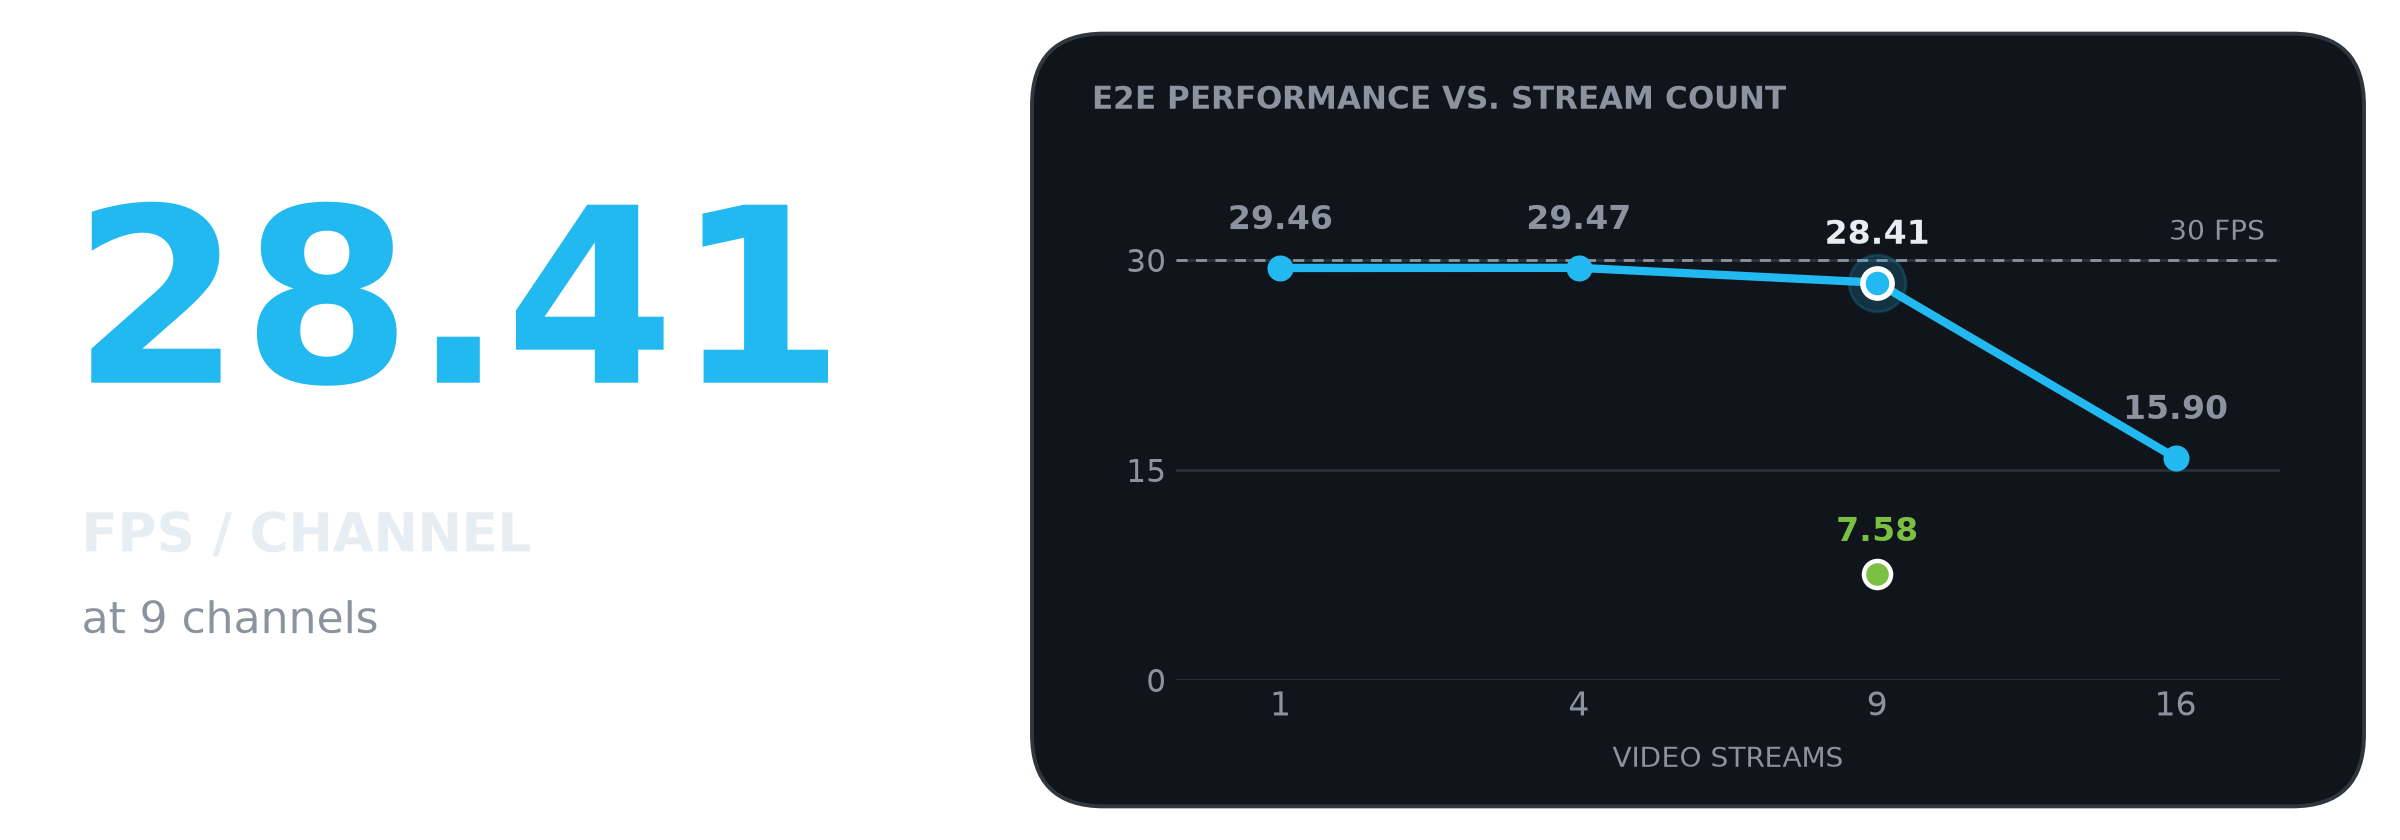 28.41
FPS / CHANNEL
at 9 channels
E2E PERFORMANCE VS. STREAM COUNT
29.46
29.47
28.41
30 FPS
30
15.90
15
7.58
0
1
4
9
16
VIDEO STREAMS